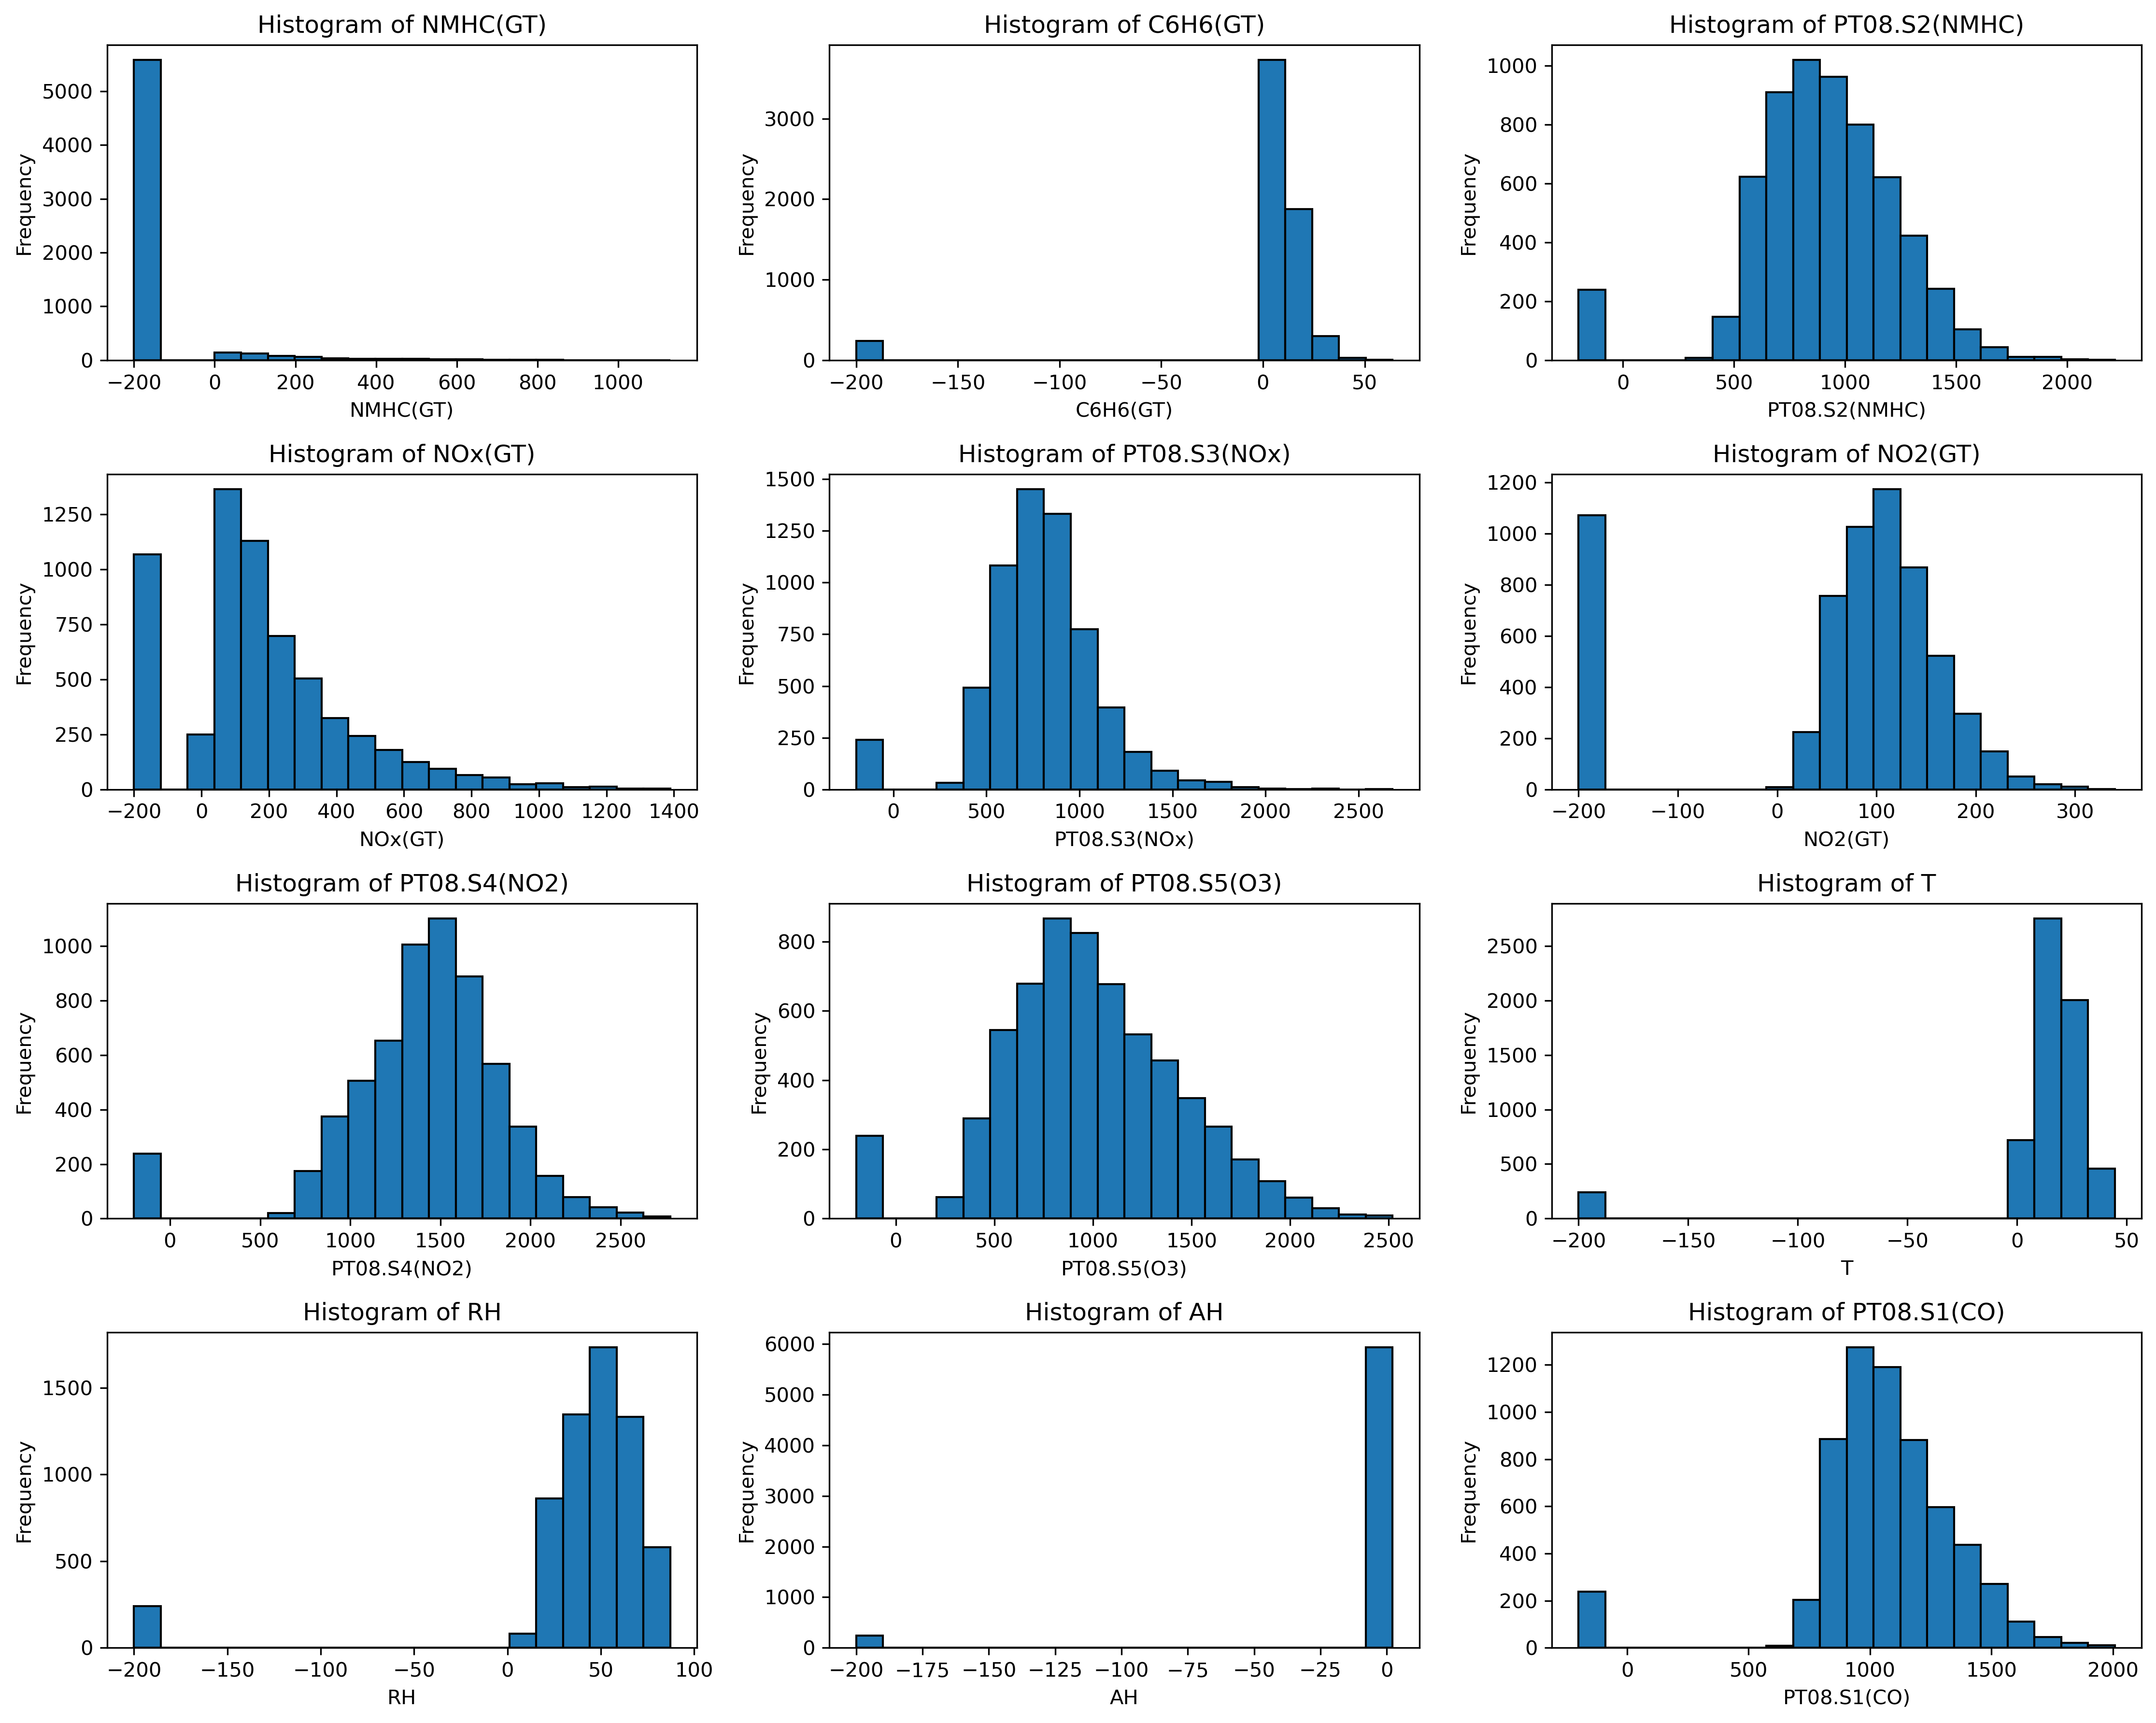 Histogram of NMHC(GT)
Frequency
5000
4000
3000
2000
1000
0
−200 0 200 400 600 800 1000
NMHC(GT)
Histogram of C6H6(GT)
Frequency
3000
2000
1000
0
−200 −150 −100 −50 0 50
C6H6(GT)
Histogram of PT08.S2(NMHC)
Frequency
1000
800
600
400
200
0
0 500 1000 1500 2000
PT08.S2(NMHC)
Histogram of NOx(GT)
Frequency
1250
1000
750
500
250
0
−200 0 200 400 600 800 1000 1200 1400
NOx(GT)
Histogram of PT08.S3(NOx)
Frequency
1500
1250
1000
750
500
250
0
0 500 1000 1500 2000 2500
PT08.S3(NOx)
Histogram of NO2(GT)
Frequency
1200
1000
800
600
400
200
0
−200 −100 0 100 200 300
NO2(GT)
Histogram of PT08.S4(NO2)
Frequency
1000
800
600
400
200
0
0 500 1000 1500 2000 2500
PT08.S4(NO2)
Histogram of PT08.S5(O3)
Frequency
800
600
400
200
0
0 500 1000 1500 2000 2500
PT08.S5(O3)
Histogram of T
Frequency
2500
2000
1500
1000
500
0
−200 −150 −100 −50 0 50
T
Histogram of RH
Frequency
1500
1000
500
0
−200 −150 −100 −50 0 50 100
RH
Histogram of AH
Frequency
6000
5000
4000
3000
2000
1000
0
−200 −175 −150 −125 −100 −75 −50 −25 0
AH
Histogram of PT08.S1(CO)
Frequency
1200
1000
800
600
400
200
0
0 500 1000 1500 2000
PT08.S1(CO)